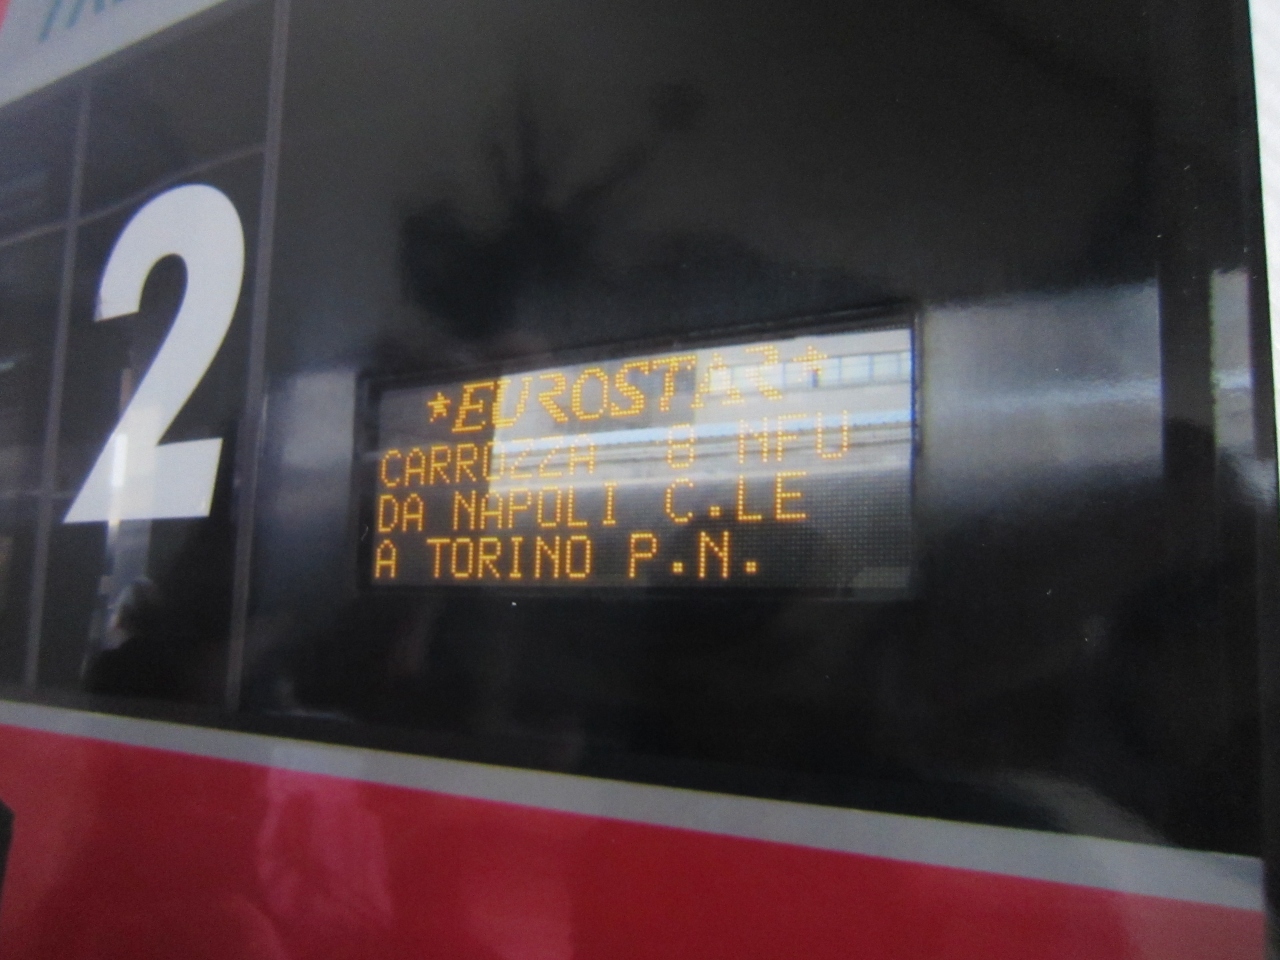 2
*EUROSTAR*
CARROZZA 8 NFU
DA NAPOLI C.LE
A TORINO P.N.